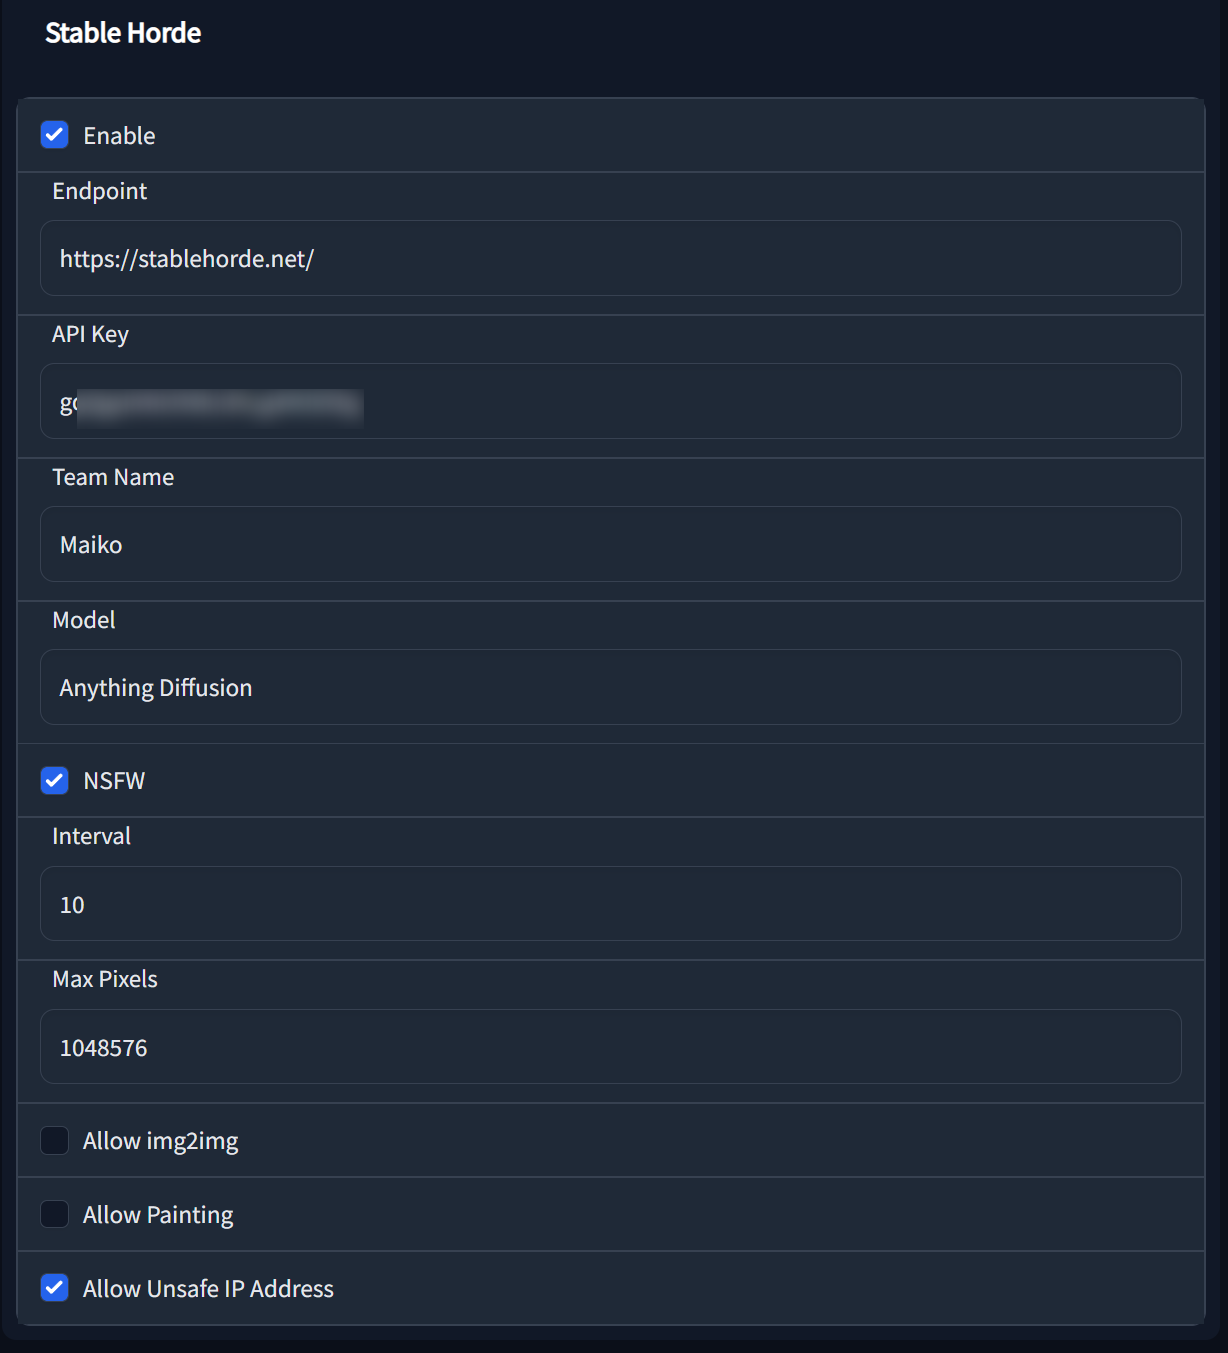 Stable Horde
Enable
Endpoint
https://stablehorde.net/
API Key
Team Name
Maiko
Model
Anything Diffusion
NSFW
Interval
10
Max Pixels
1048576
Allow img2img
Allow Painting
Allow Unsafe IP Address